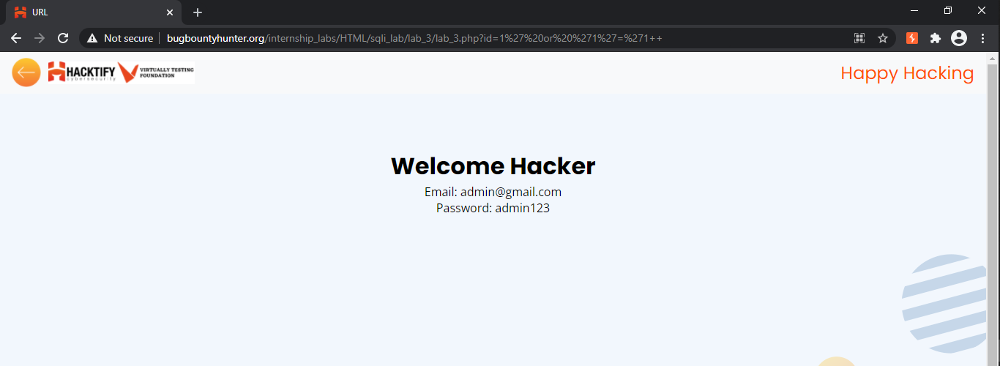 URL
Not secure bugbountyhunter.org/internship_labs/HTML/sqli_lab/lab_3/lab_3.php?id=1%27%20or%20%271%27=%271++
HACKTIFY
cybersecurity
VIRTUALLY TESTING
FOUNDATION
Happy Hacking
Welcome Hacker
Email: admin@gmail.com
Password: admin123